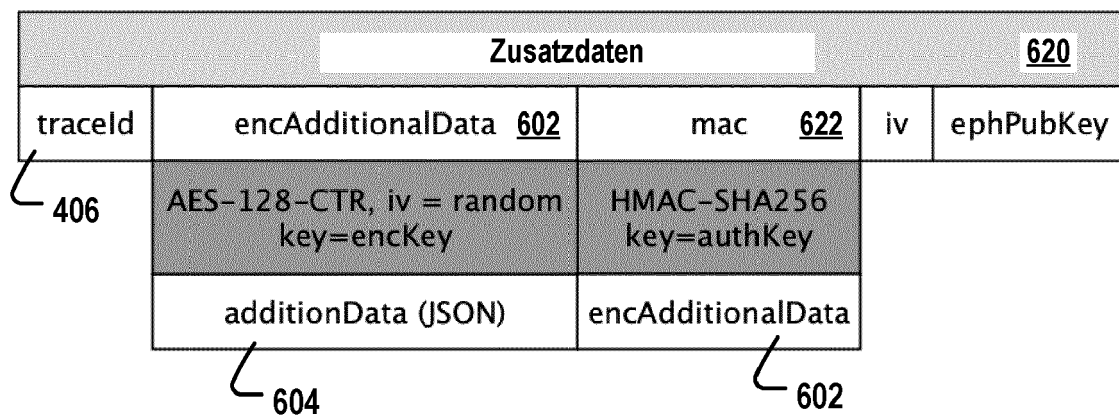 Zusatzdaten 620
traceId encAdditionalData 602 mac 622 iv ephPubKey
406 AES-128-CTR, iv = random HMAC-SHA256
key=encKey key=authKey
additionData (JSON) encAdditionalData
604 602